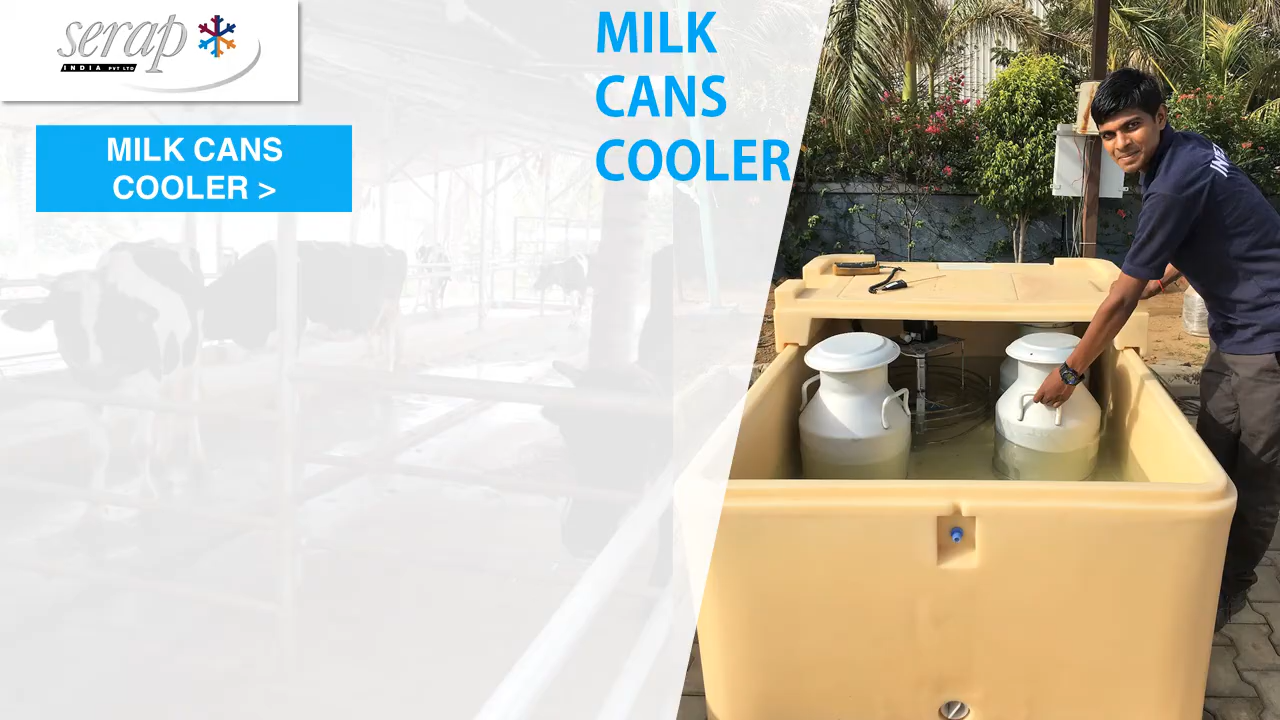 serap
INDIA PVT LTD
MILK CANS
COOLER >
MILK
CANS
COOLER